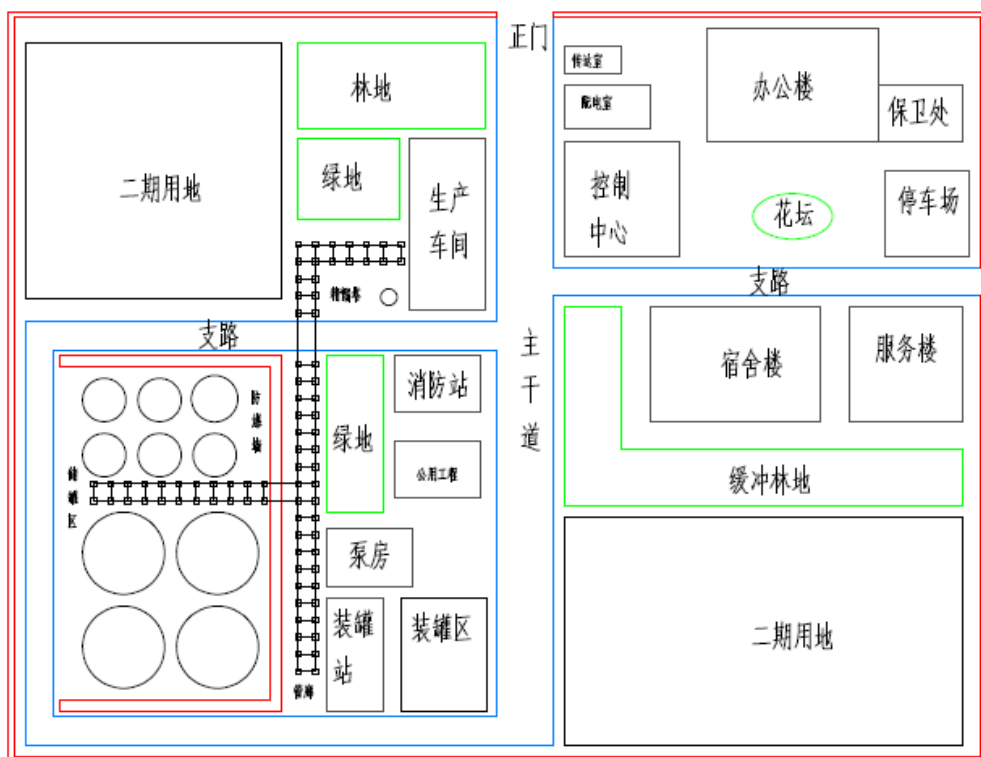 正门
传达室
配电室
办公楼
保卫处
林地
二期用地
绿地
生产
车间
控制
中心
花坛
停车场
支路
精馏塔
支路
主
干
道
宿舍楼
服务楼
消防站
防
爆
墙
绿地
公用工程
储
罐
区
缓冲林地
泵房
装罐
站
装罐区
二期用地
管廊